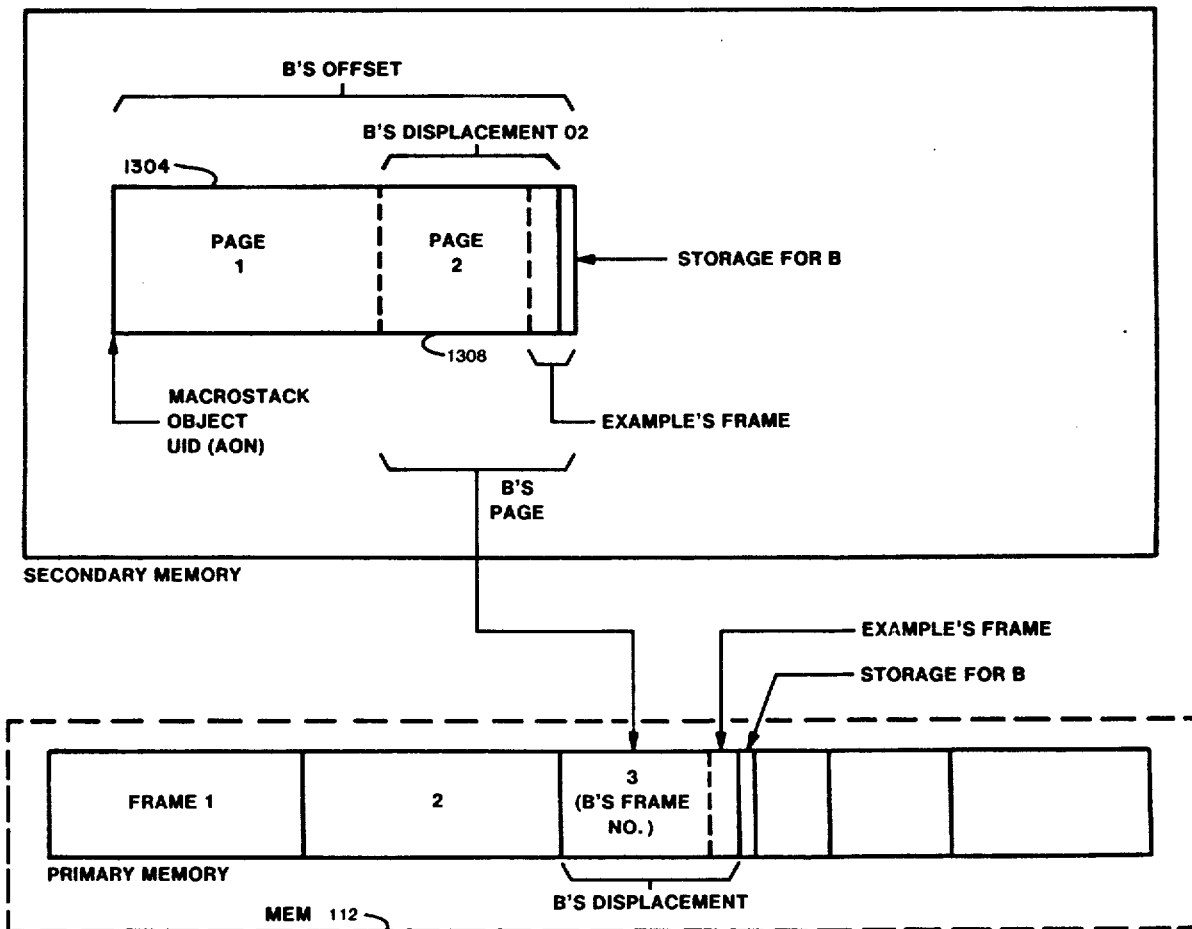 B'S OFFSET
B'S DISPLACEMENT 02
1304
PAGE
1
PAGE
2
STORAGE FOR B
1308
MACROSTACK
OBJECT
UID (AON)
EXAMPLE'S FRAME
B'S
PAGE
SECONDARY MEMORY
EXAMPLE'S FRAME
STORAGE FOR B
FRAME 1
2
3
(B'S FRAME
NO.)
PRIMARY MEMORY
B'S DISPLACEMENT
MEM 112